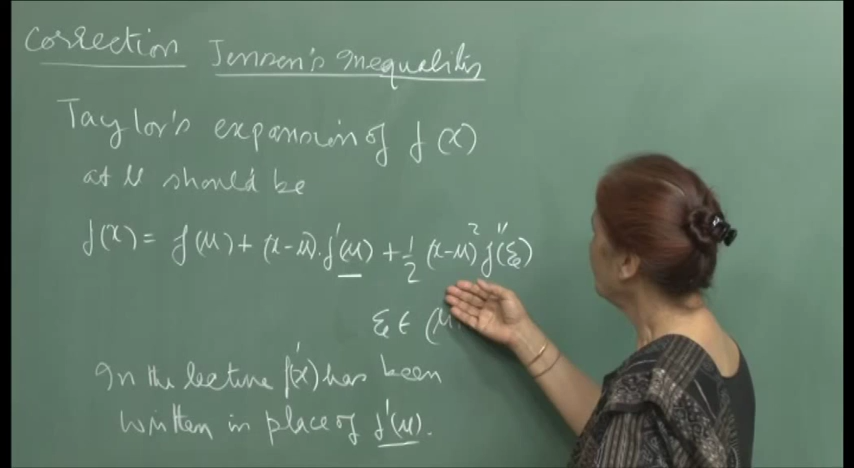 Correction Jensen's Inequality
Taylor's expansion of f(x)
at μ should be
f(x) = f(μ) + (x-μ).f'(μ) + 1/2 (x-μ)² f''(ξ)
ξ ∈ (μ
In the lecture f'(x) has been
written in place of f'(μ).